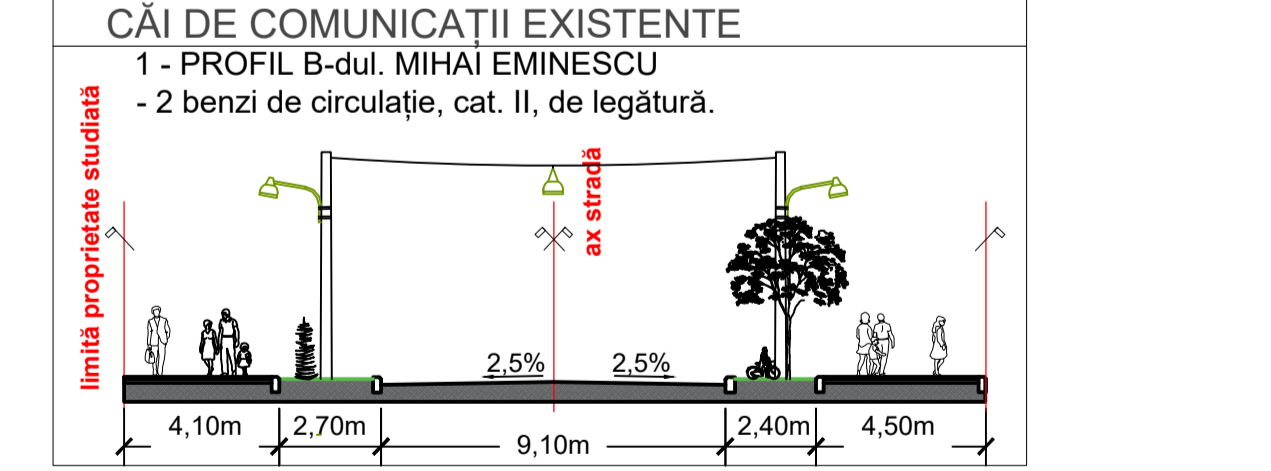 CĂI DE COMUNICAȚII EXISTENTE
1 - PROFIL B-dul. MIHAI EMINESCU
- 2 benzi de circulație, cat. II, de legătură.
limită proprietate studiată
ax stradă
2,5% 2,5%
4,10m 2,70m 9,10m 2,40m 4,50m